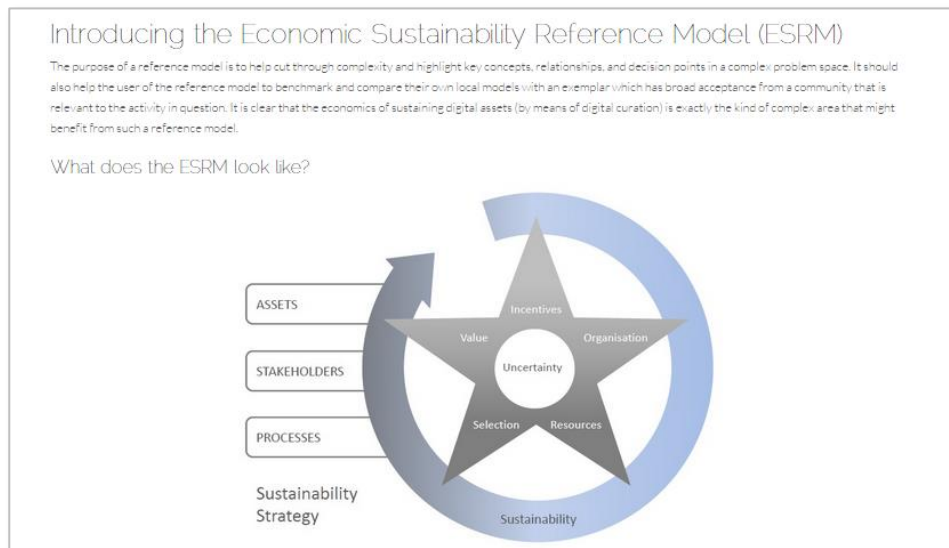 Introducing the Economic Sustainability Reference Model (ESRM)
The purpose of a reference model is to help cut through complexity and highlight key concepts, relationships, and decision points in a complex problem space. It should
also help the user of the reference model to benchmark and compare their own local models with an exemplar which has broad acceptance from a community that is
relevant to the activity in question. It is clear that the economics of sustaining digital assets (by means of digital curation) is exactly the kind of complex area that might
benefit from such a reference model.
What does the ESRM look like?
ASSETS
STAKEHOLDERS
PROCESSES
Sustainability
Strategy
Incentives
Value
Organisation
Uncertainty
Selection
Resources
Sustainability